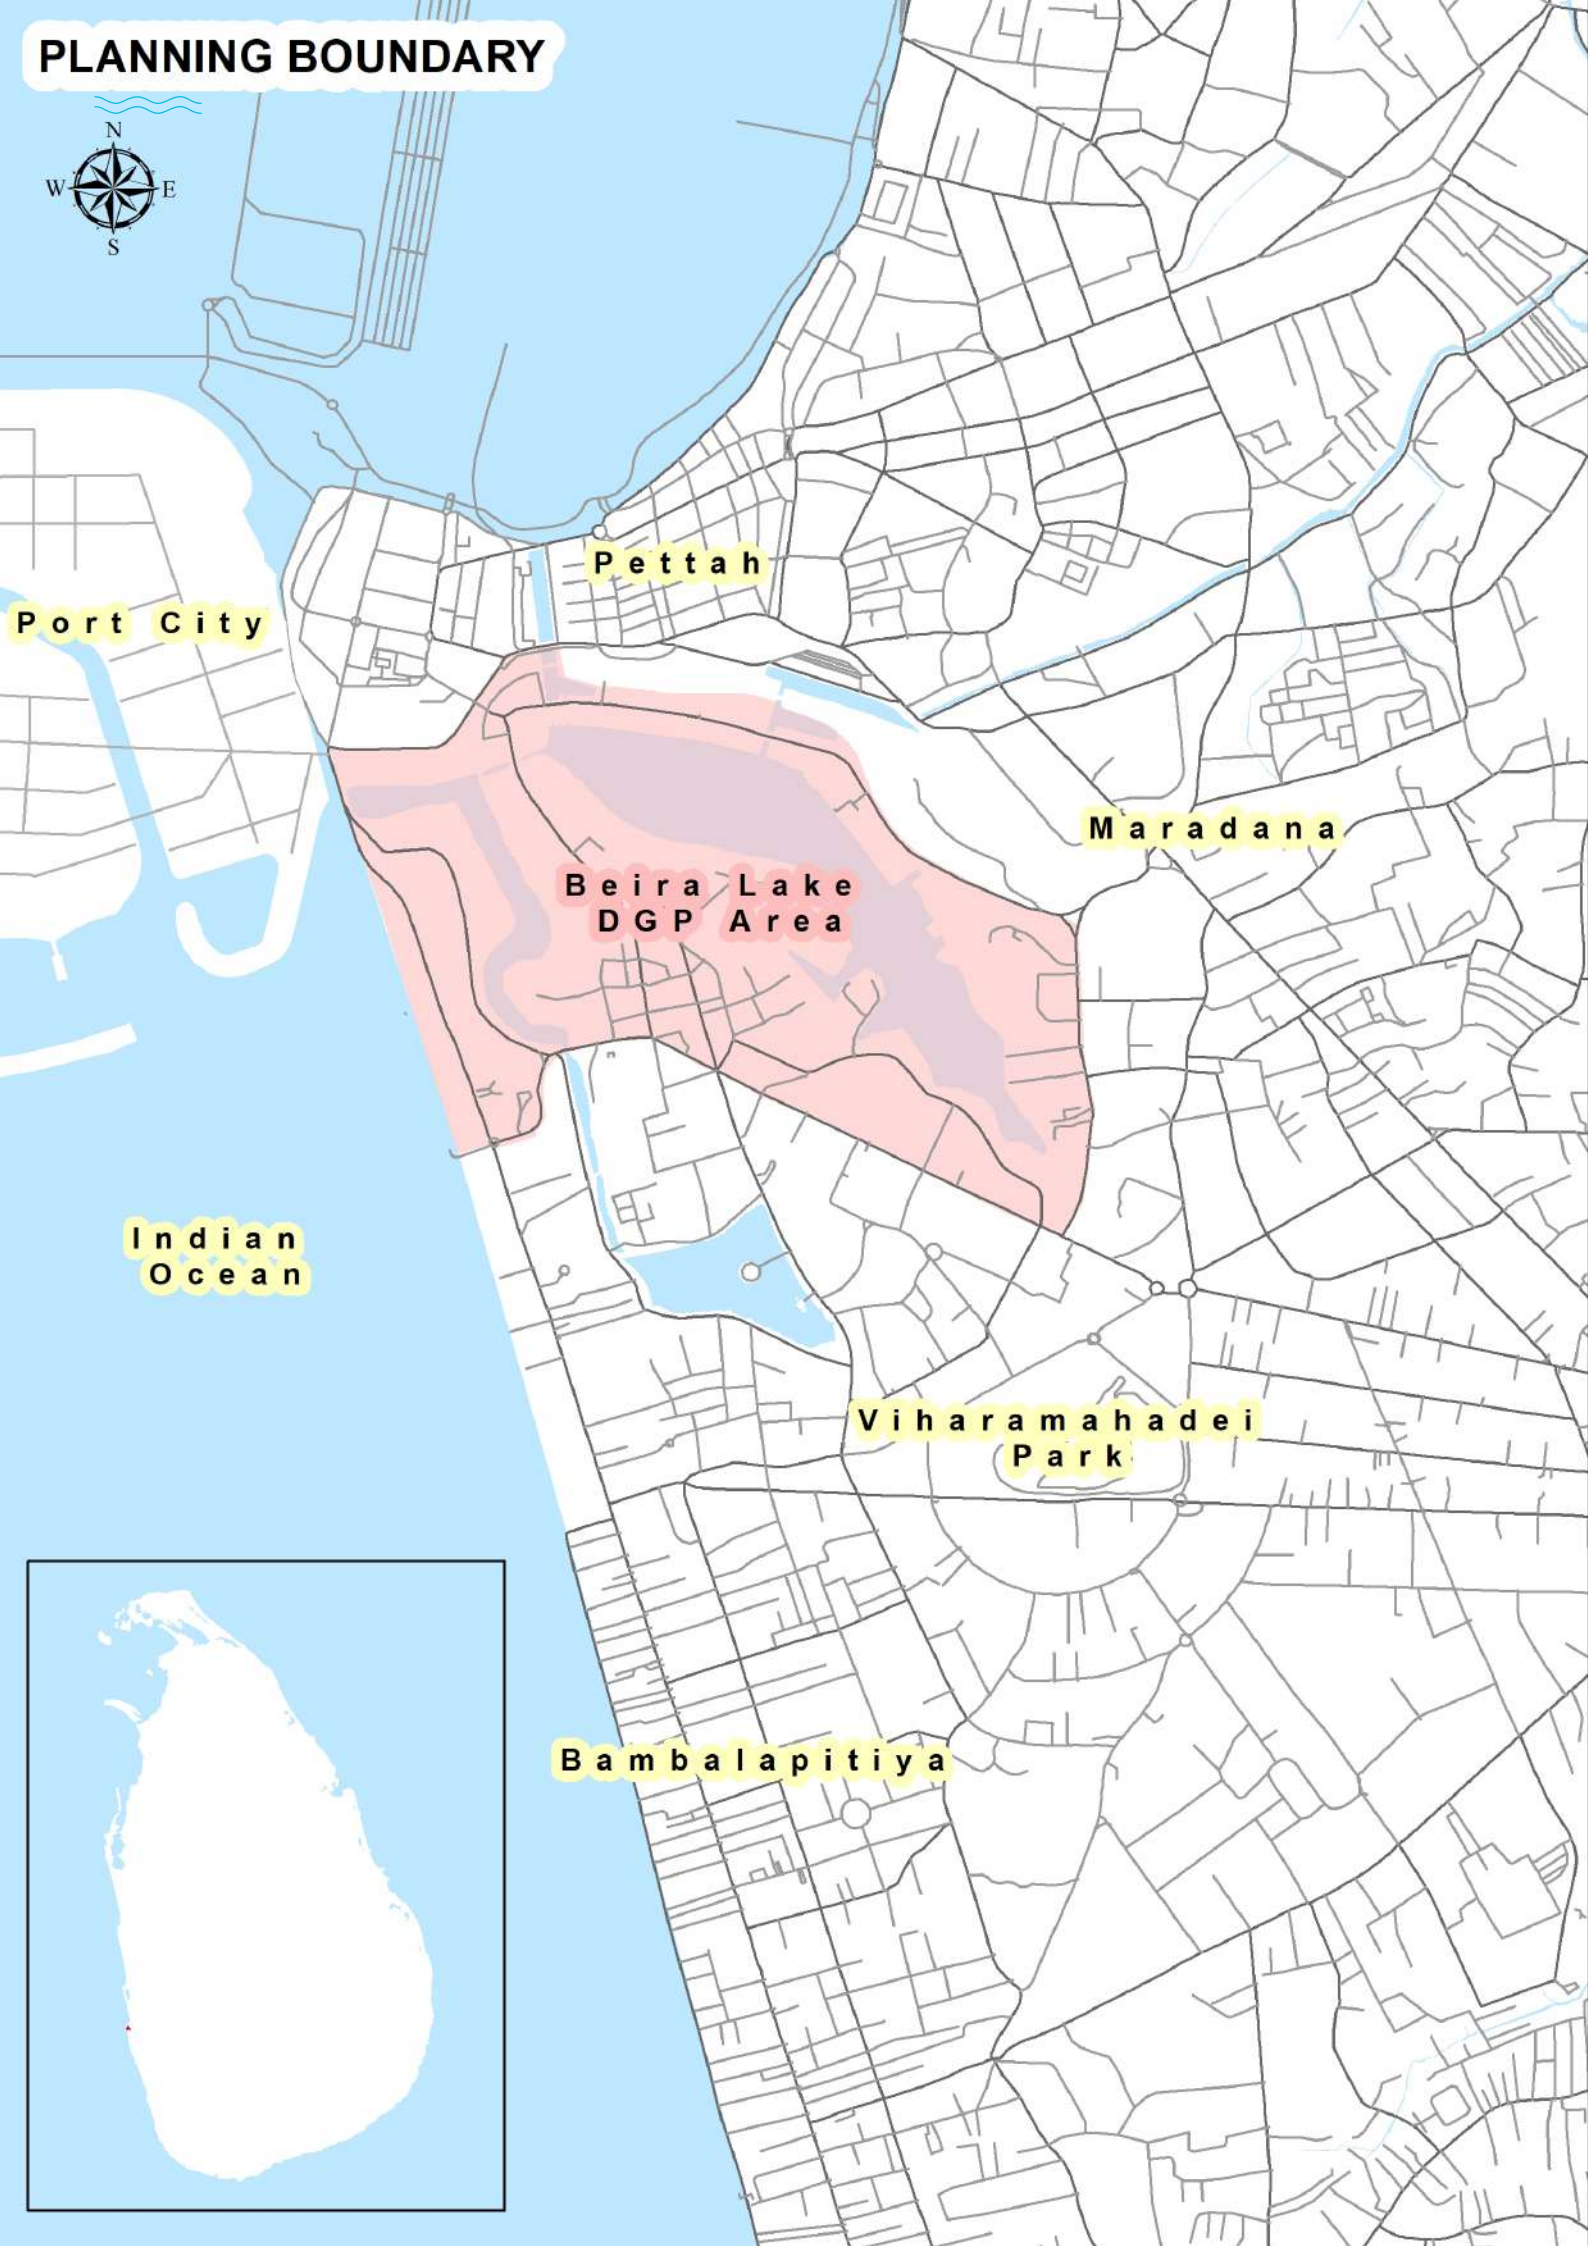 PLANNING BOUNDARY
N
W E
S
Pettah
Port City
Maradana
Beira Lake
DGP Area
Indian
Ocean
Viharamahadei
Park
Bambalapitiya